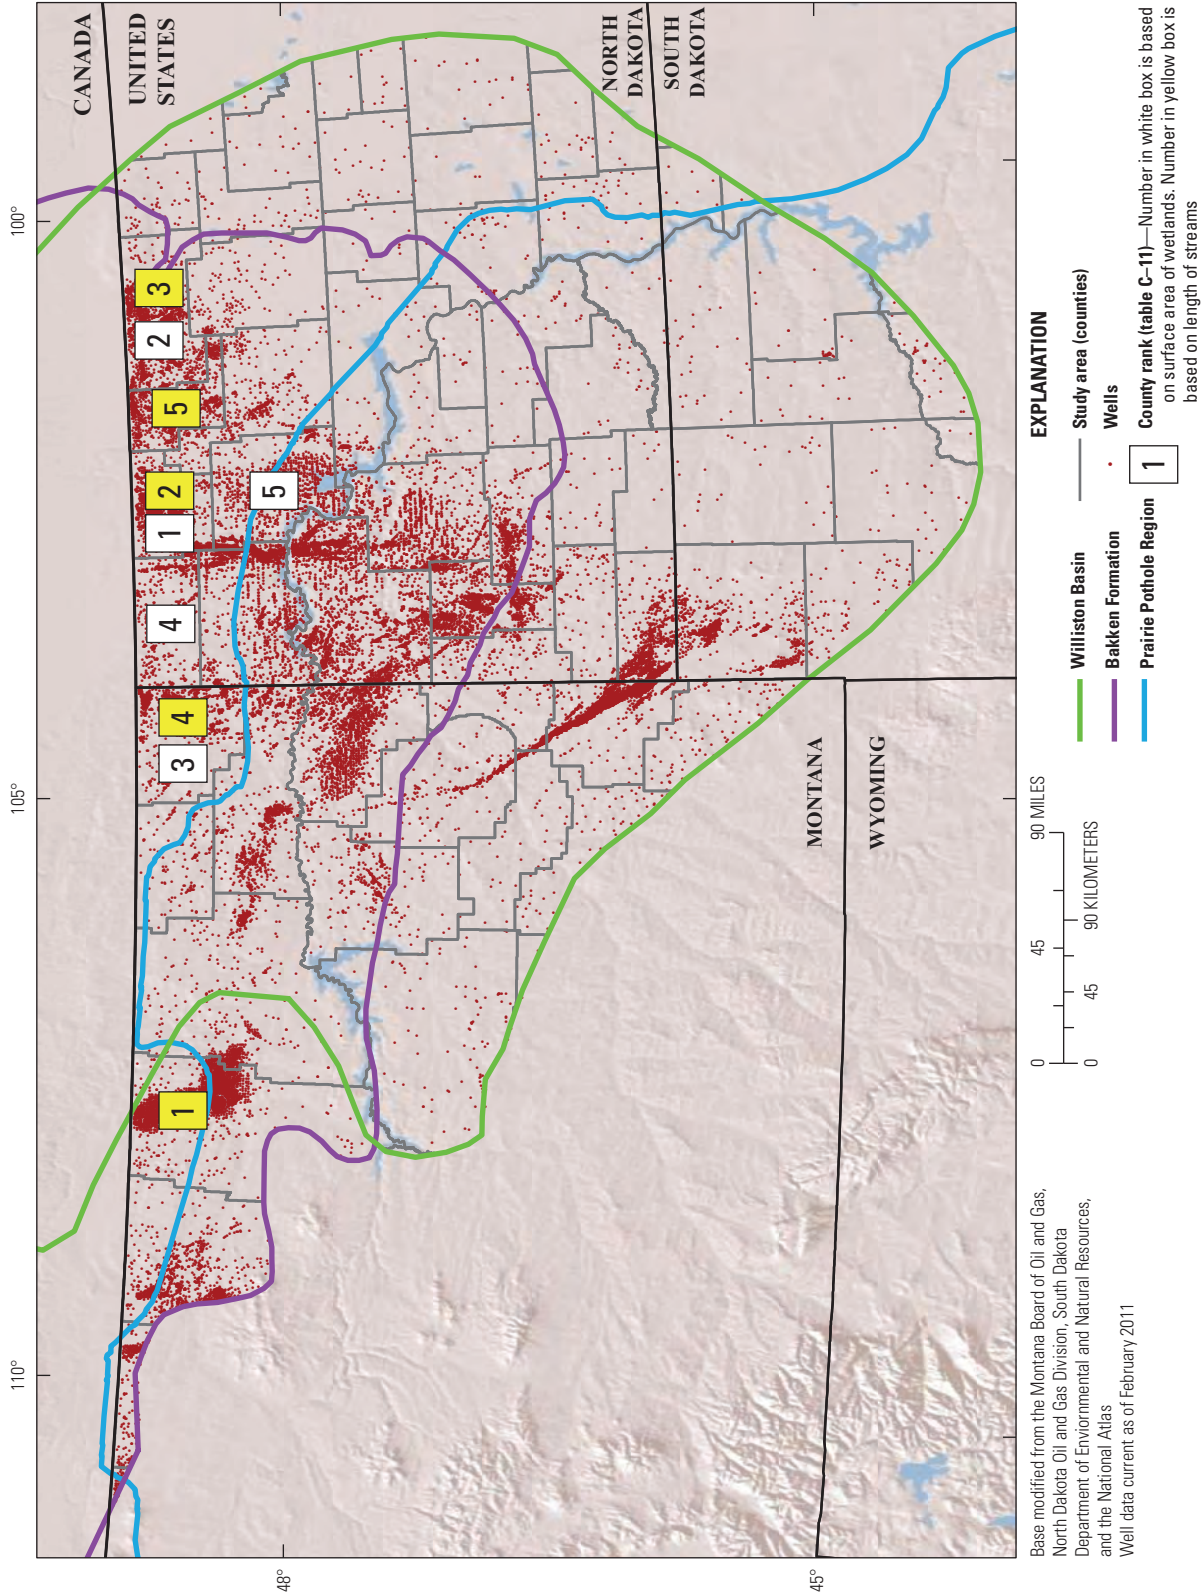 110°
105°
100°
48°
45°
CANADA
UNITED
STATES
NORTH
DAKOTA
SOUTH
DAKOTA
MONTANA
WYOMING
1
3
4
4
1
2
5
5
2
3
Base modified from the Montana Board of Oil and Gas,
North Dakota Oil and Gas Division, South Dakota
Department of Enviornmental and Natural Resources,
and the National Atlas
Well data current as of February 2011
0 45 90 MILES
0 45 90 KILOMETERS
EXPLANATION
Williston Basin
Bakken Formation
Prairie Pothole Region
Study area (counties)
Wells
1
County rank (table C–11)—Number in white box is based
on surface area of wetlands. Number in yellow box is
based on length of streams